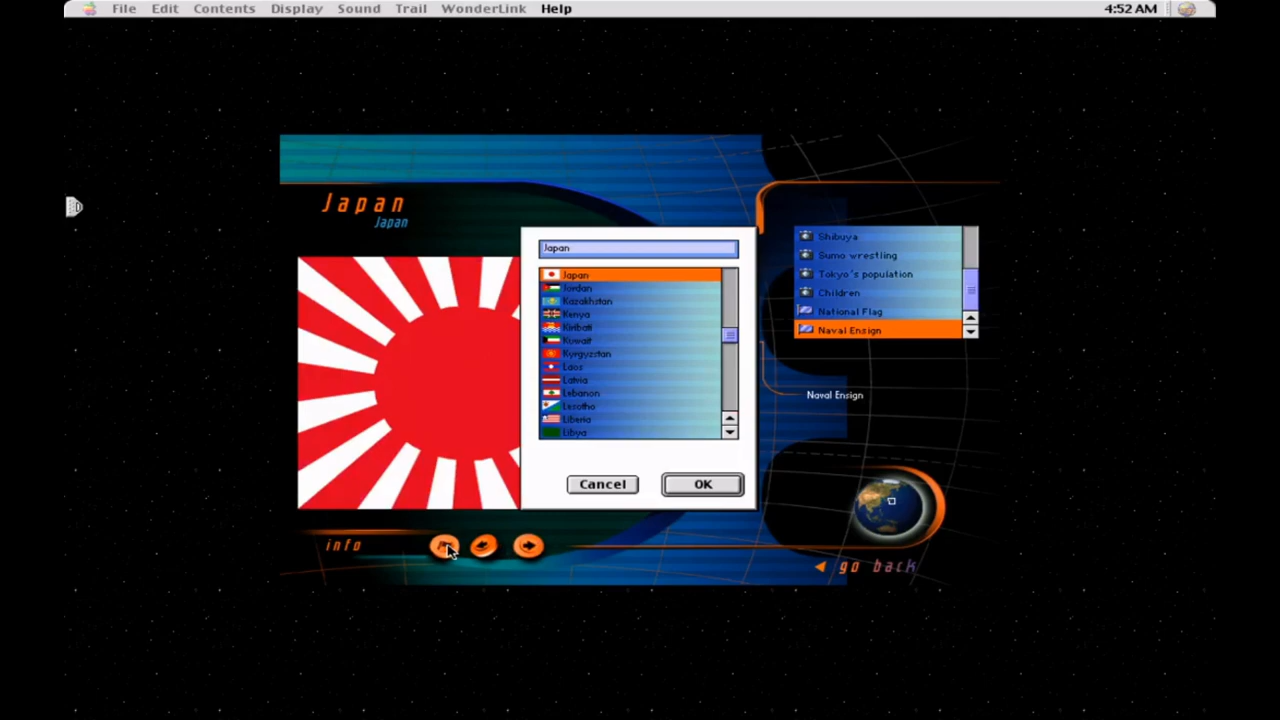 File Edit Contents Display Sound Trail WonderLink Help 4:52 AM
Japan
Japan
Japan
Japan
Jordan
Kazakhstan
Kenya
Kiribati
Kuwait
Kyrgyzstan
Laos
Latvia
Lebanon
Lesotho
Liberia
Libya
Cancel OK
Shibuya
Sumo wrestling
Tokyo's population
Children
National Flag
Naval Ensign
Naval Ensign
info
go back